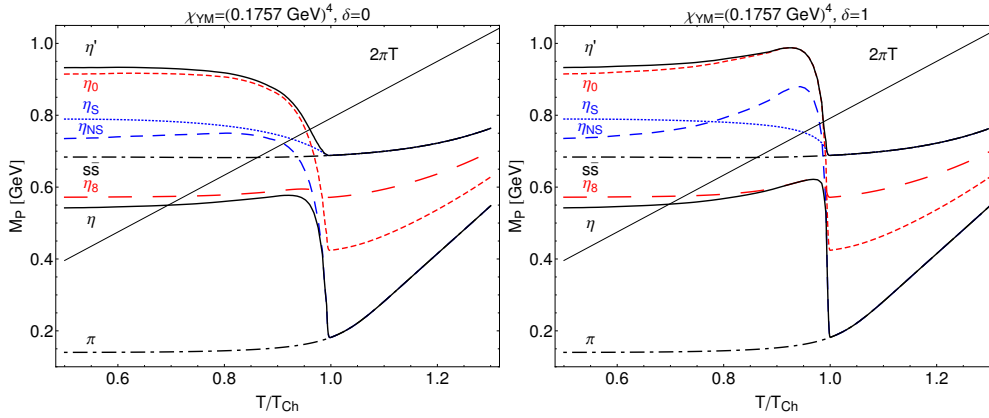 χYM=(0.1757 GeV)⁴, δ=0
MP [GeV]
1.0
0.8
0.6
0.4
0.2
η'
η0
ηS
ηNS
ss̄
η8
η
π
2πT
0.6 0.8 1.0 1.2
T/TCh
χYM=(0.1757 GeV)⁴, δ=1
MP [GeV]
1.0
0.8
0.6
0.4
0.2
η'
η0
ηS
ηNS
ss̄
η8
η
π
2πT
0.6 0.8 1.0 1.2
T/TCh